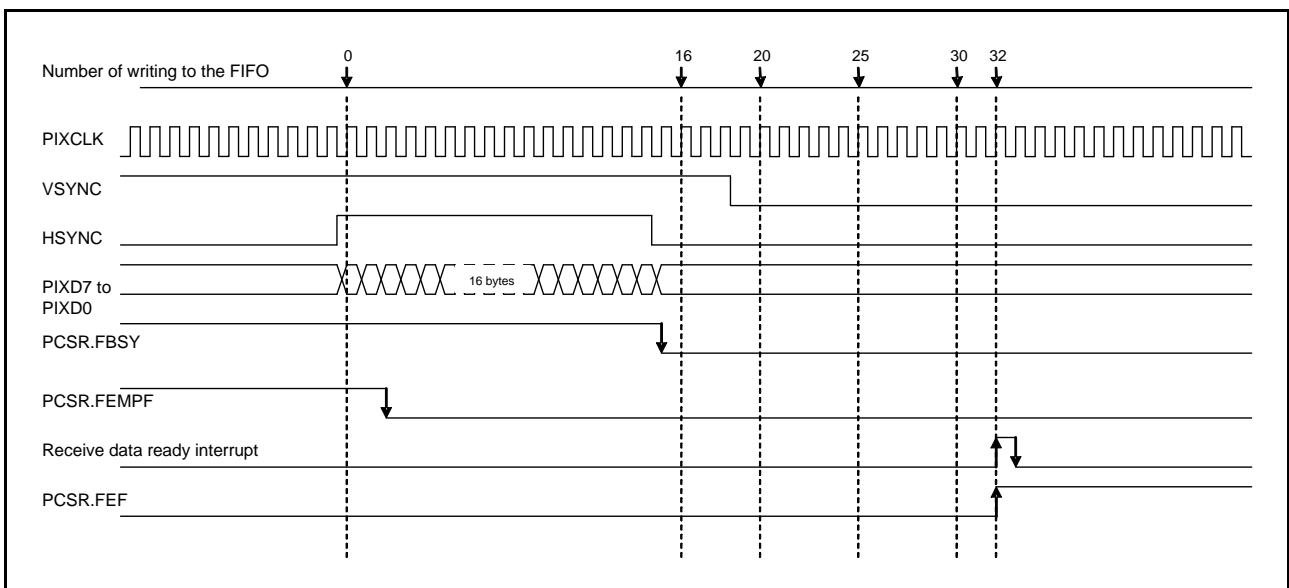 0 16 20 25 30 32
Number of writing to the FIFO
PIXCLK
VSYNC
HSYNC
PIXD7 to
PIXD0
16 bytes
PCSR.FBSY
PCSR.FEMPF
Receive data ready interrupt
PCSR.FEF